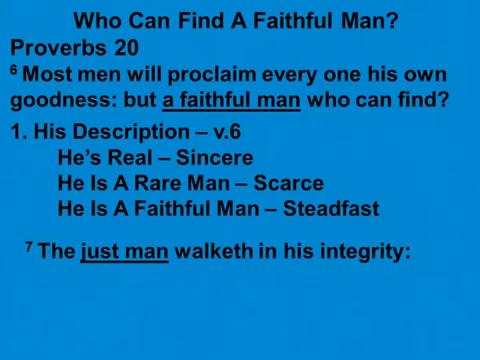 Who Can Find A Faithful Man?
Proverbs 20
6 Most men will proclaim every one his own
goodness: but a faithful man who can find?
1. His Description – v.6
He's Real – Sincere
He Is A Rare Man – Scarce
He Is A Faithful Man – Steadfast
7 The just man walketh in his integrity: